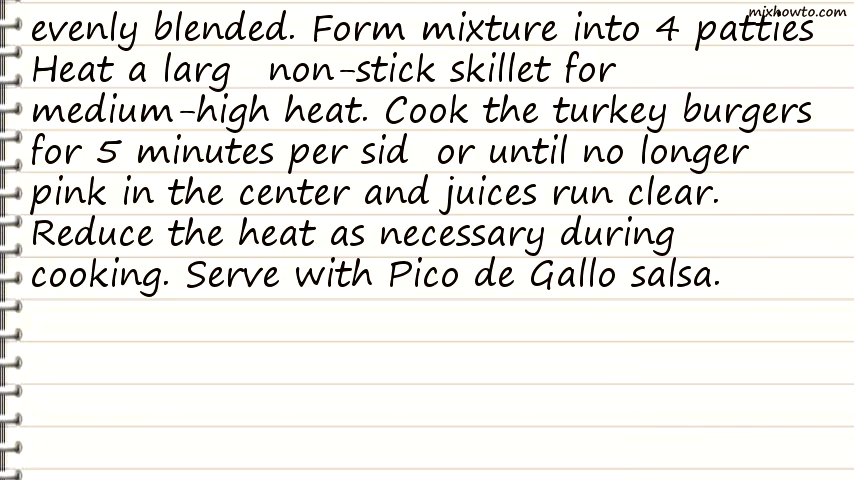 mjxhowto.com
evenly blended. Form mixture into 4 patties
Heat a larg non-stick skillet for
medium-high heat. Cook the turkey burgers
for 5 minutes per sid or until no longer
pink in the center and juices run clear.
Reduce the heat as necessary during
cooking. Serve with Pico de Gallo salsa.